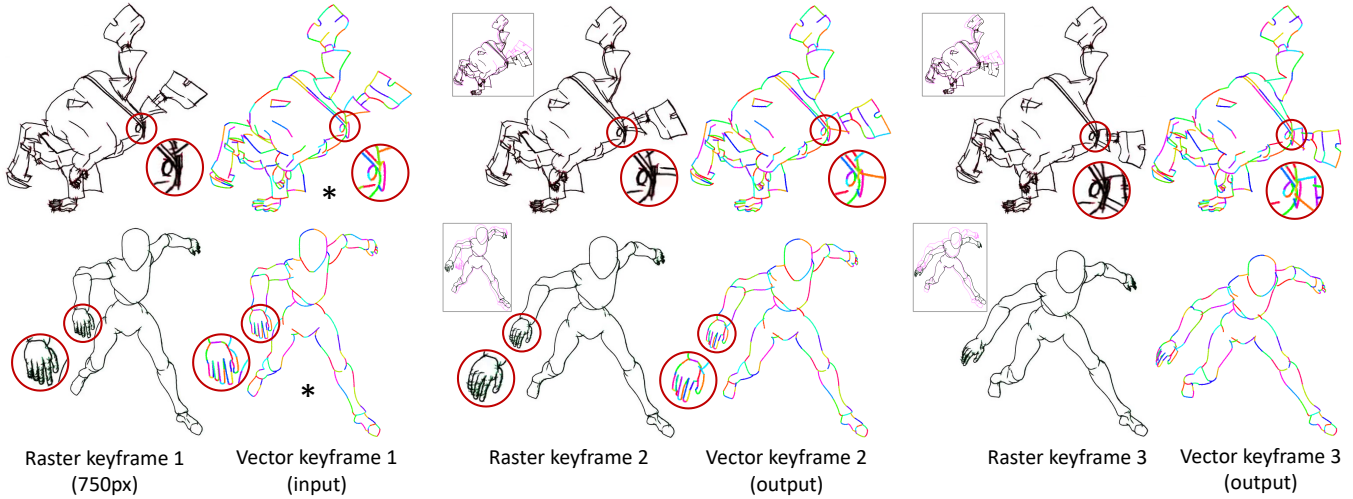 *
*
Raster keyframe 1
(750px)
Vector keyframe 1
(input)
Raster keyframe 2
Vector keyframe 2
(output)
Raster keyframe 3
Vector keyframe 3
(output)